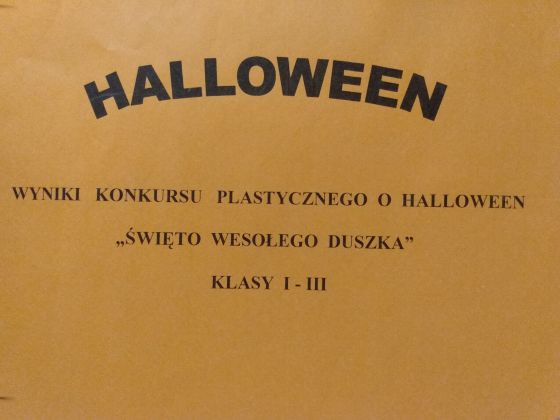 HALLOWEEN
WYNIKI KONKURSU PLASTYCZNEGO O HALLOWEEN
„ŚWIĘTO WESOŁEGO DUSZKA”
KLASY I - III